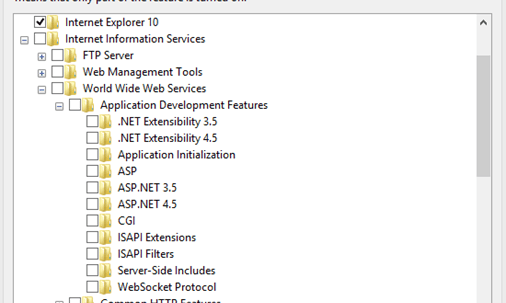 means that only part of the feature is turned on.
Internet Explorer 10
Internet Information Services
FTP Server
Web Management Tools
World Wide Web Services
Application Development Features
.NET Extensibility 3.5
.NET Extensibility 4.5
Application Initialization
ASP
ASP.NET 3.5
ASP.NET 4.5
CGI
ISAPI Extensions
ISAPI Filters
Server-Side Includes
WebSocket Protocol
Common HTTP Features